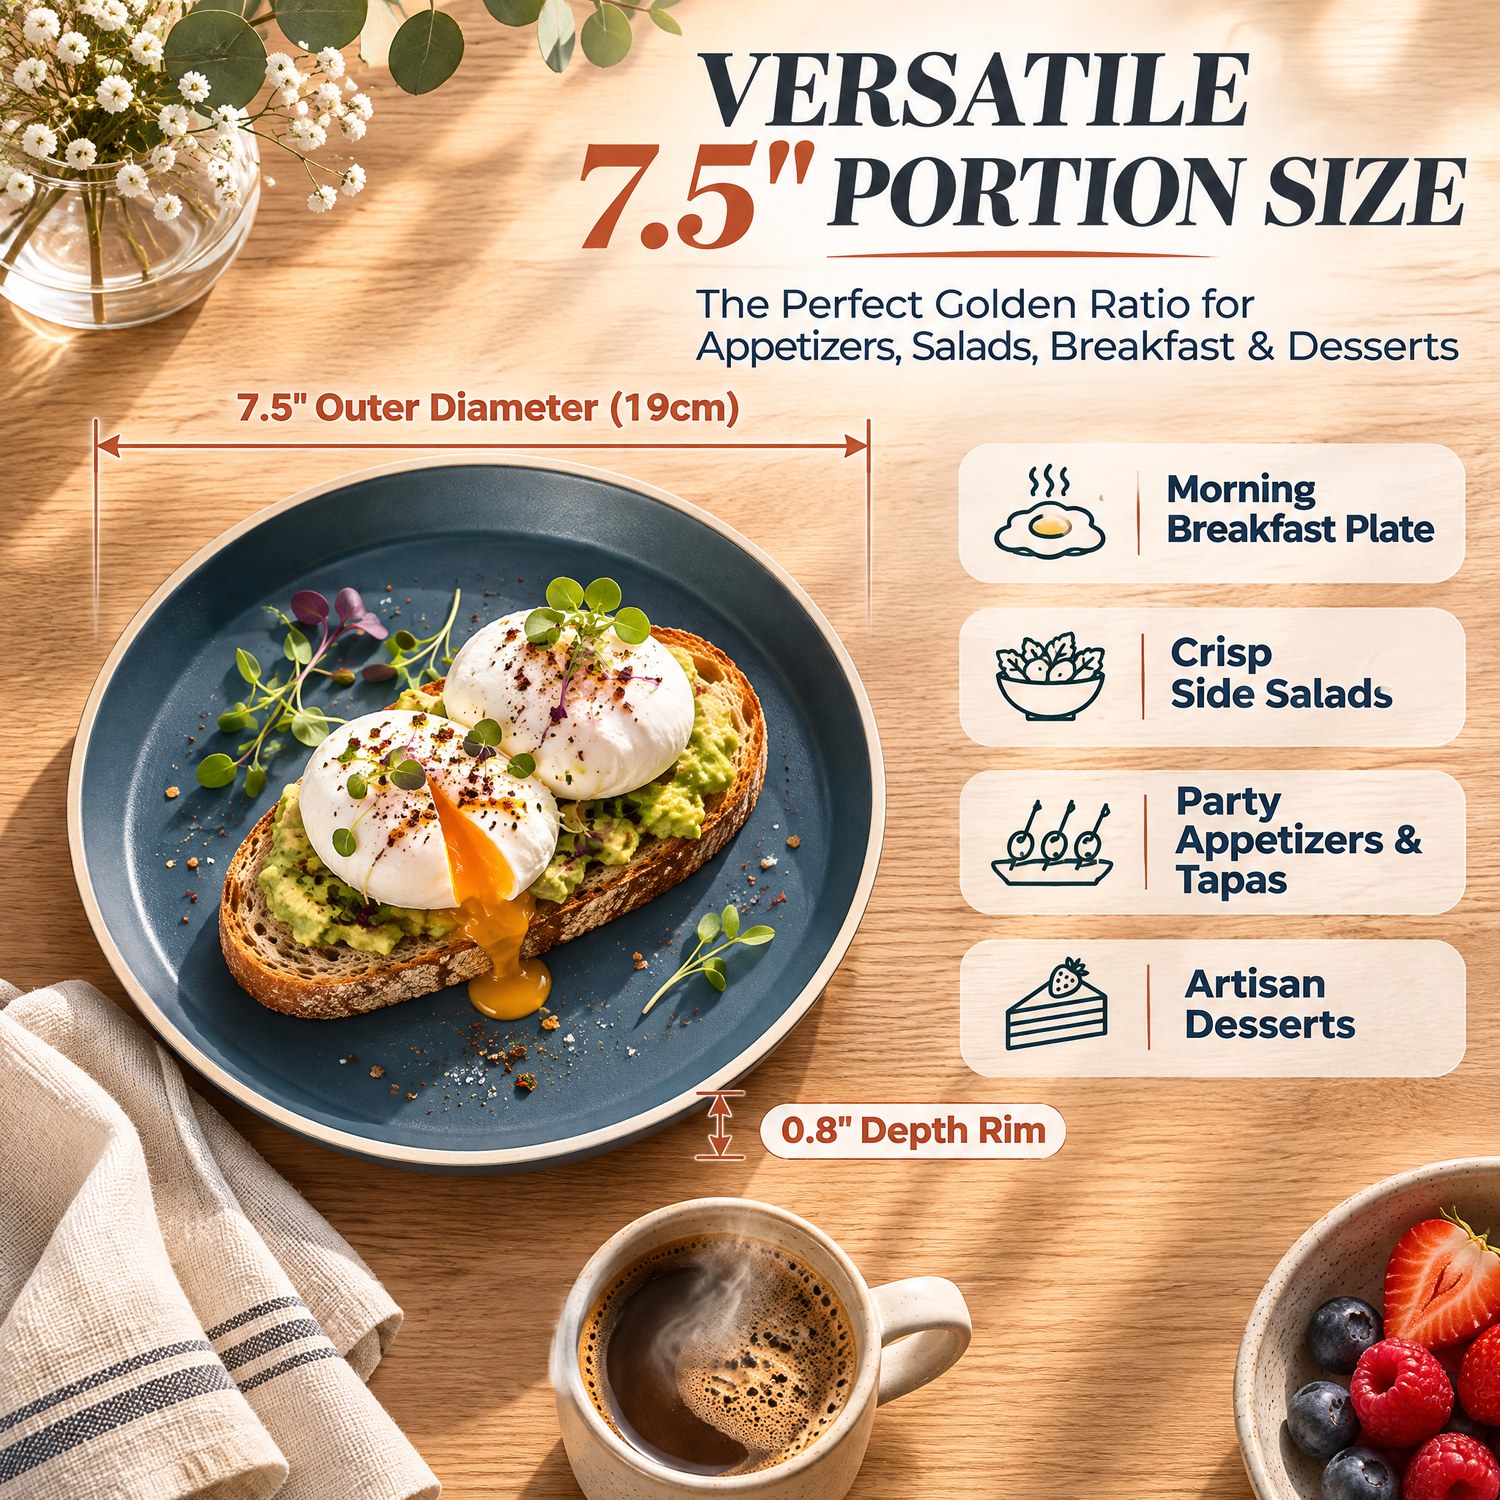 VERSATILE
7.5" PORTION SIZE
The Perfect Golden Ratio for
Appetizers, Salads, Breakfast & Desserts
7.5" Outer Diameter (19cm)
Morning
Breakfast Plate
Crisp
Side Salads
Party
Appetizers &
Tapas
Artisan
Desserts
0.8" Depth Rim